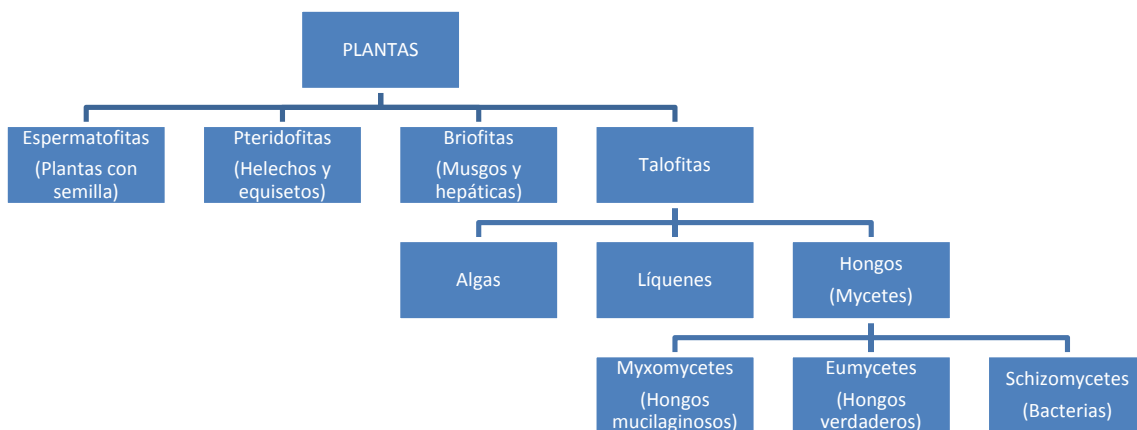 PLANTAS
Espermatofitas
(Plantas con
semilla)
Pteridofitas
(Helechos y
equisetos)
Briofitas
(Musgos y
hepáticas)
Talofitas
Algas
Líquenes
Hongos
(Mycetes)
Myxomycetes
(Hongos
mucilaginosos)
Eumycetes
(Hongos
verdaderos)
Schizomycetes
(Bacterias)